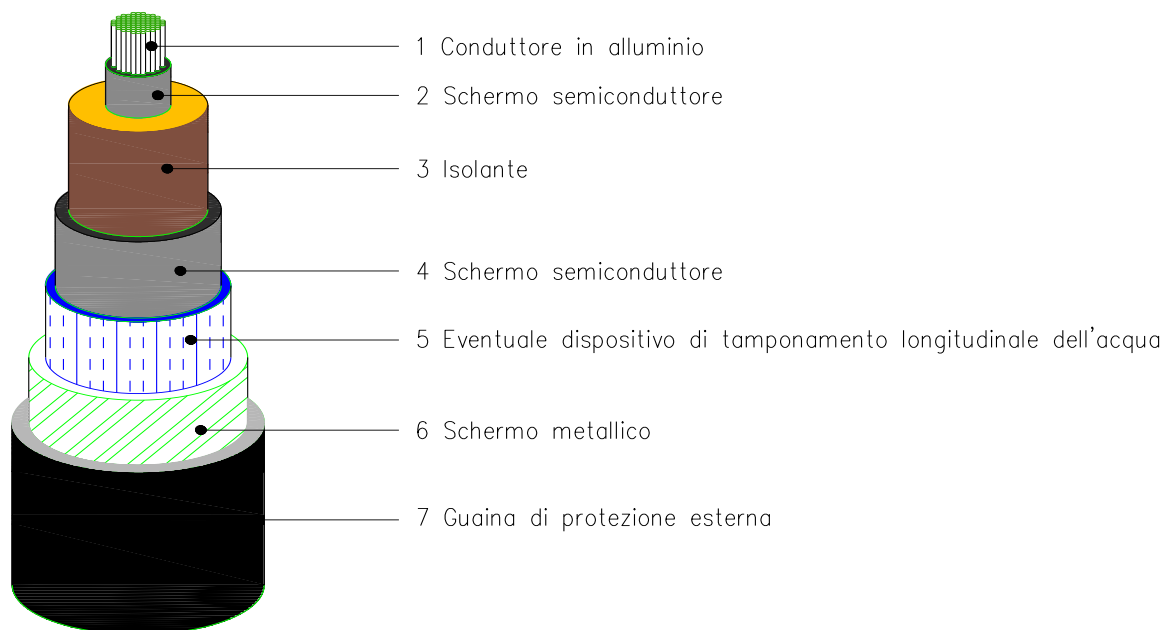 1 Conduttore in alluminio
2 Schermo semiconduttore
3 Isolante
4 Schermo semiconduttore
5 Eventuale dispositivo di tamponamento longitudinale dell'acqua
6 Schermo metallico
7 Guaina di protezione esterna